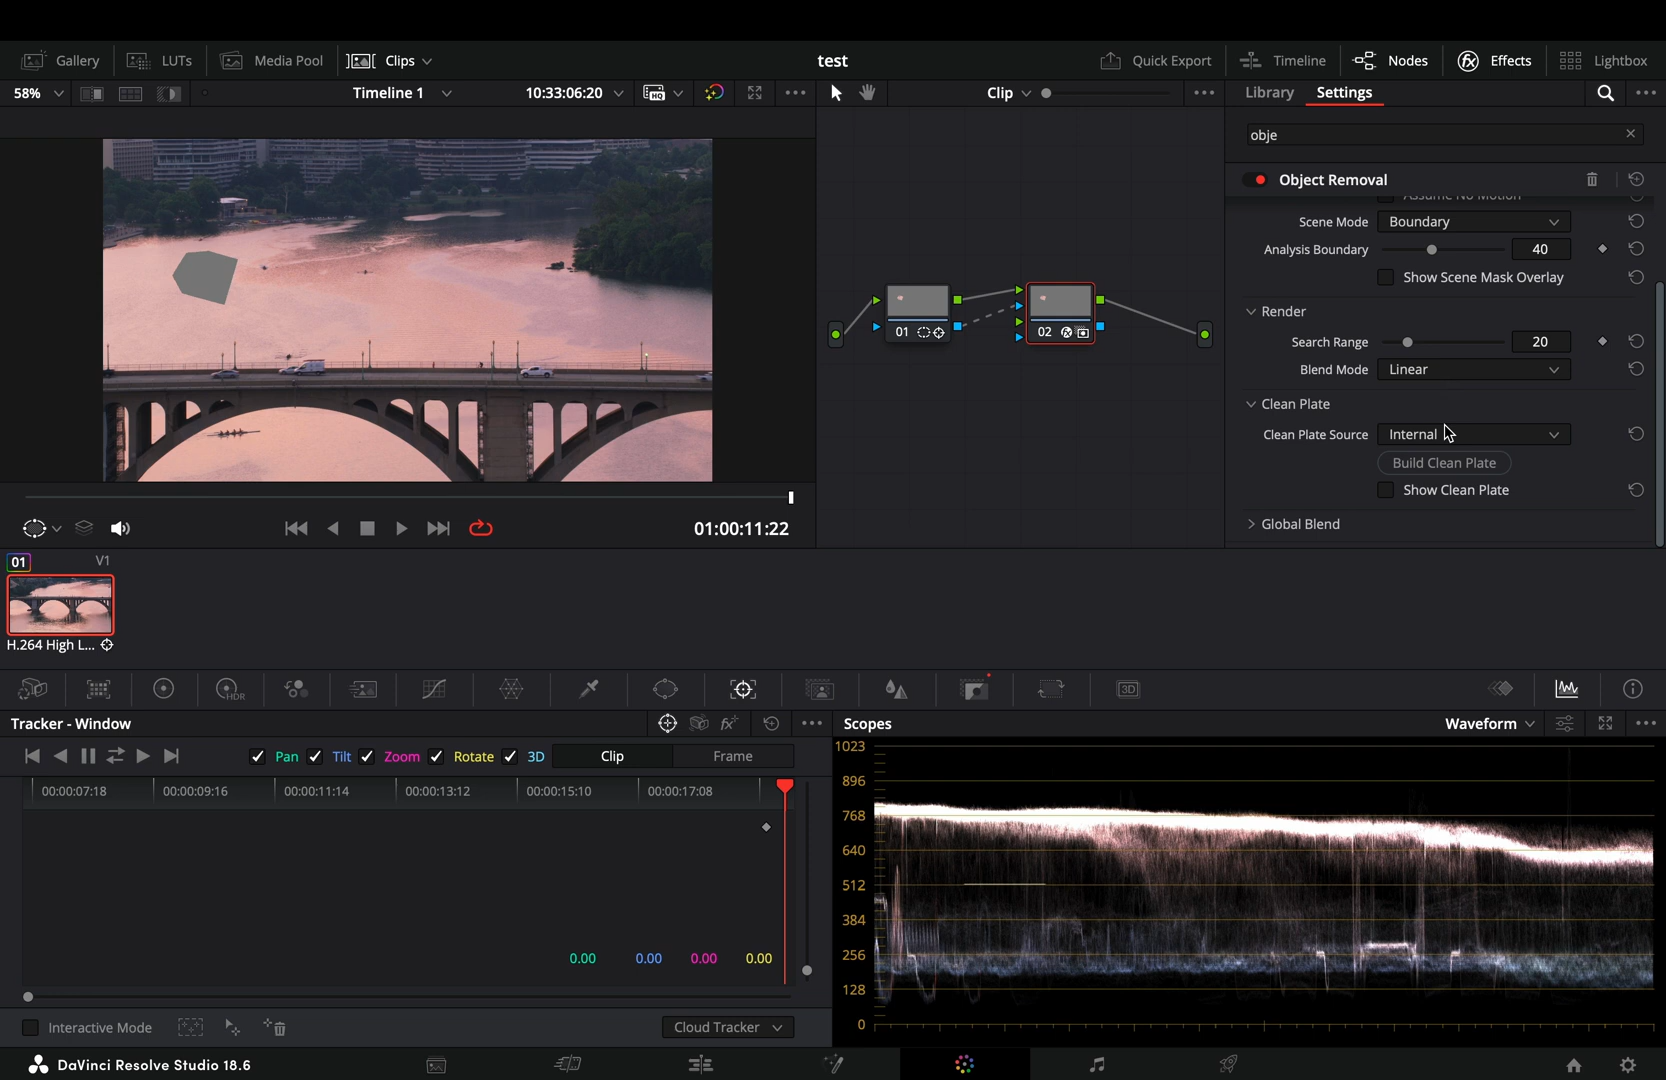 Gallery LUTs Media Pool Clips test Quick Export Timeline Nodes Effects Lightbox
58% Timeline 1 10:33:06:20 HQ Clip Library Settings
obje
Object Removal
Assume No Motion
Scene Mode Boundary
Analysis Boundary 40
Show Scene Mask Overlay
Render
Search Range 20
Blend Mode Linear
Clean Plate
Clean Plate Source Internal
Build Clean Plate
Show Clean Plate
Global Blend
01 02
01:00:11:22
01 V1
H.264 High L...
HDR 3D
Tracker - Window
Pan Tilt Zoom Rotate 3D Clip Frame
00:00:07:18 00:00:09:16 00:00:11:14 00:00:13:12 00:00:15:10 00:00:17:08
0.00 0.00 0.00 0.00
Interactive Mode Cloud Tracker
Scopes Waveform
1023
896
768
640
512
384
256
128
0
DaVinci Resolve Studio 18.6